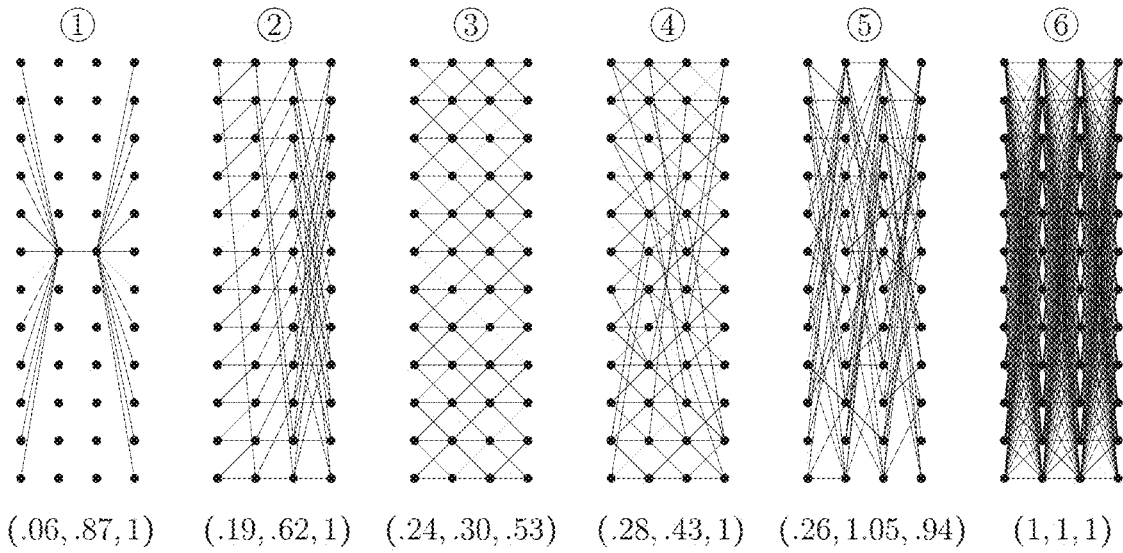 ① ② ③ ④ ⑤ ⑥
(.06, .87, 1) (.19, .62, 1) (.24, .30, .53) (.28, .43, 1) (.26, 1.05, .94) (1, 1, 1)